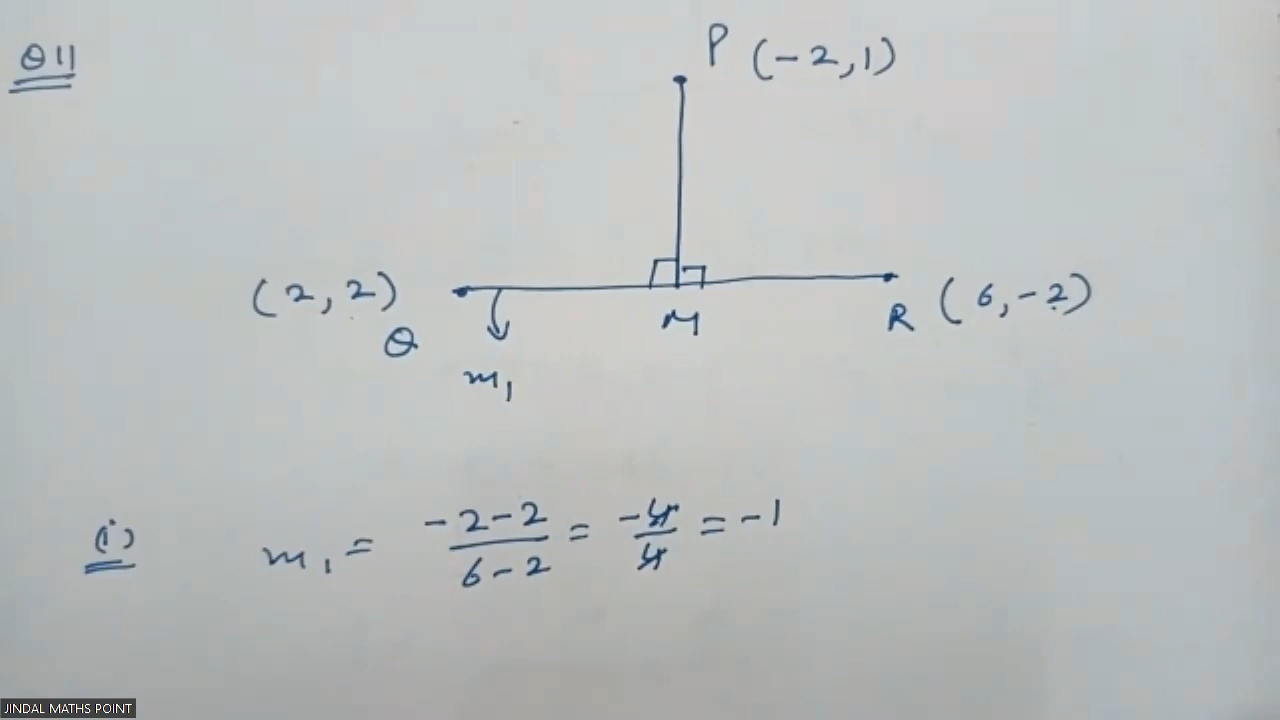 Q11
P (-2,1)
(2,2)
Q
M
R (6,-2)
m₁
(i) m₁ = -2-2/6-2 = -4/4 = -1
JINDAL MATHS POINT